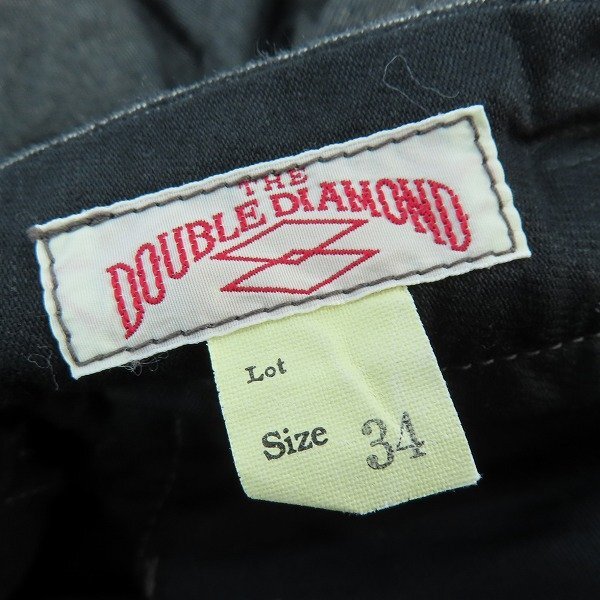 THE
DOUBLE DIAMOND
Lot
Size 34